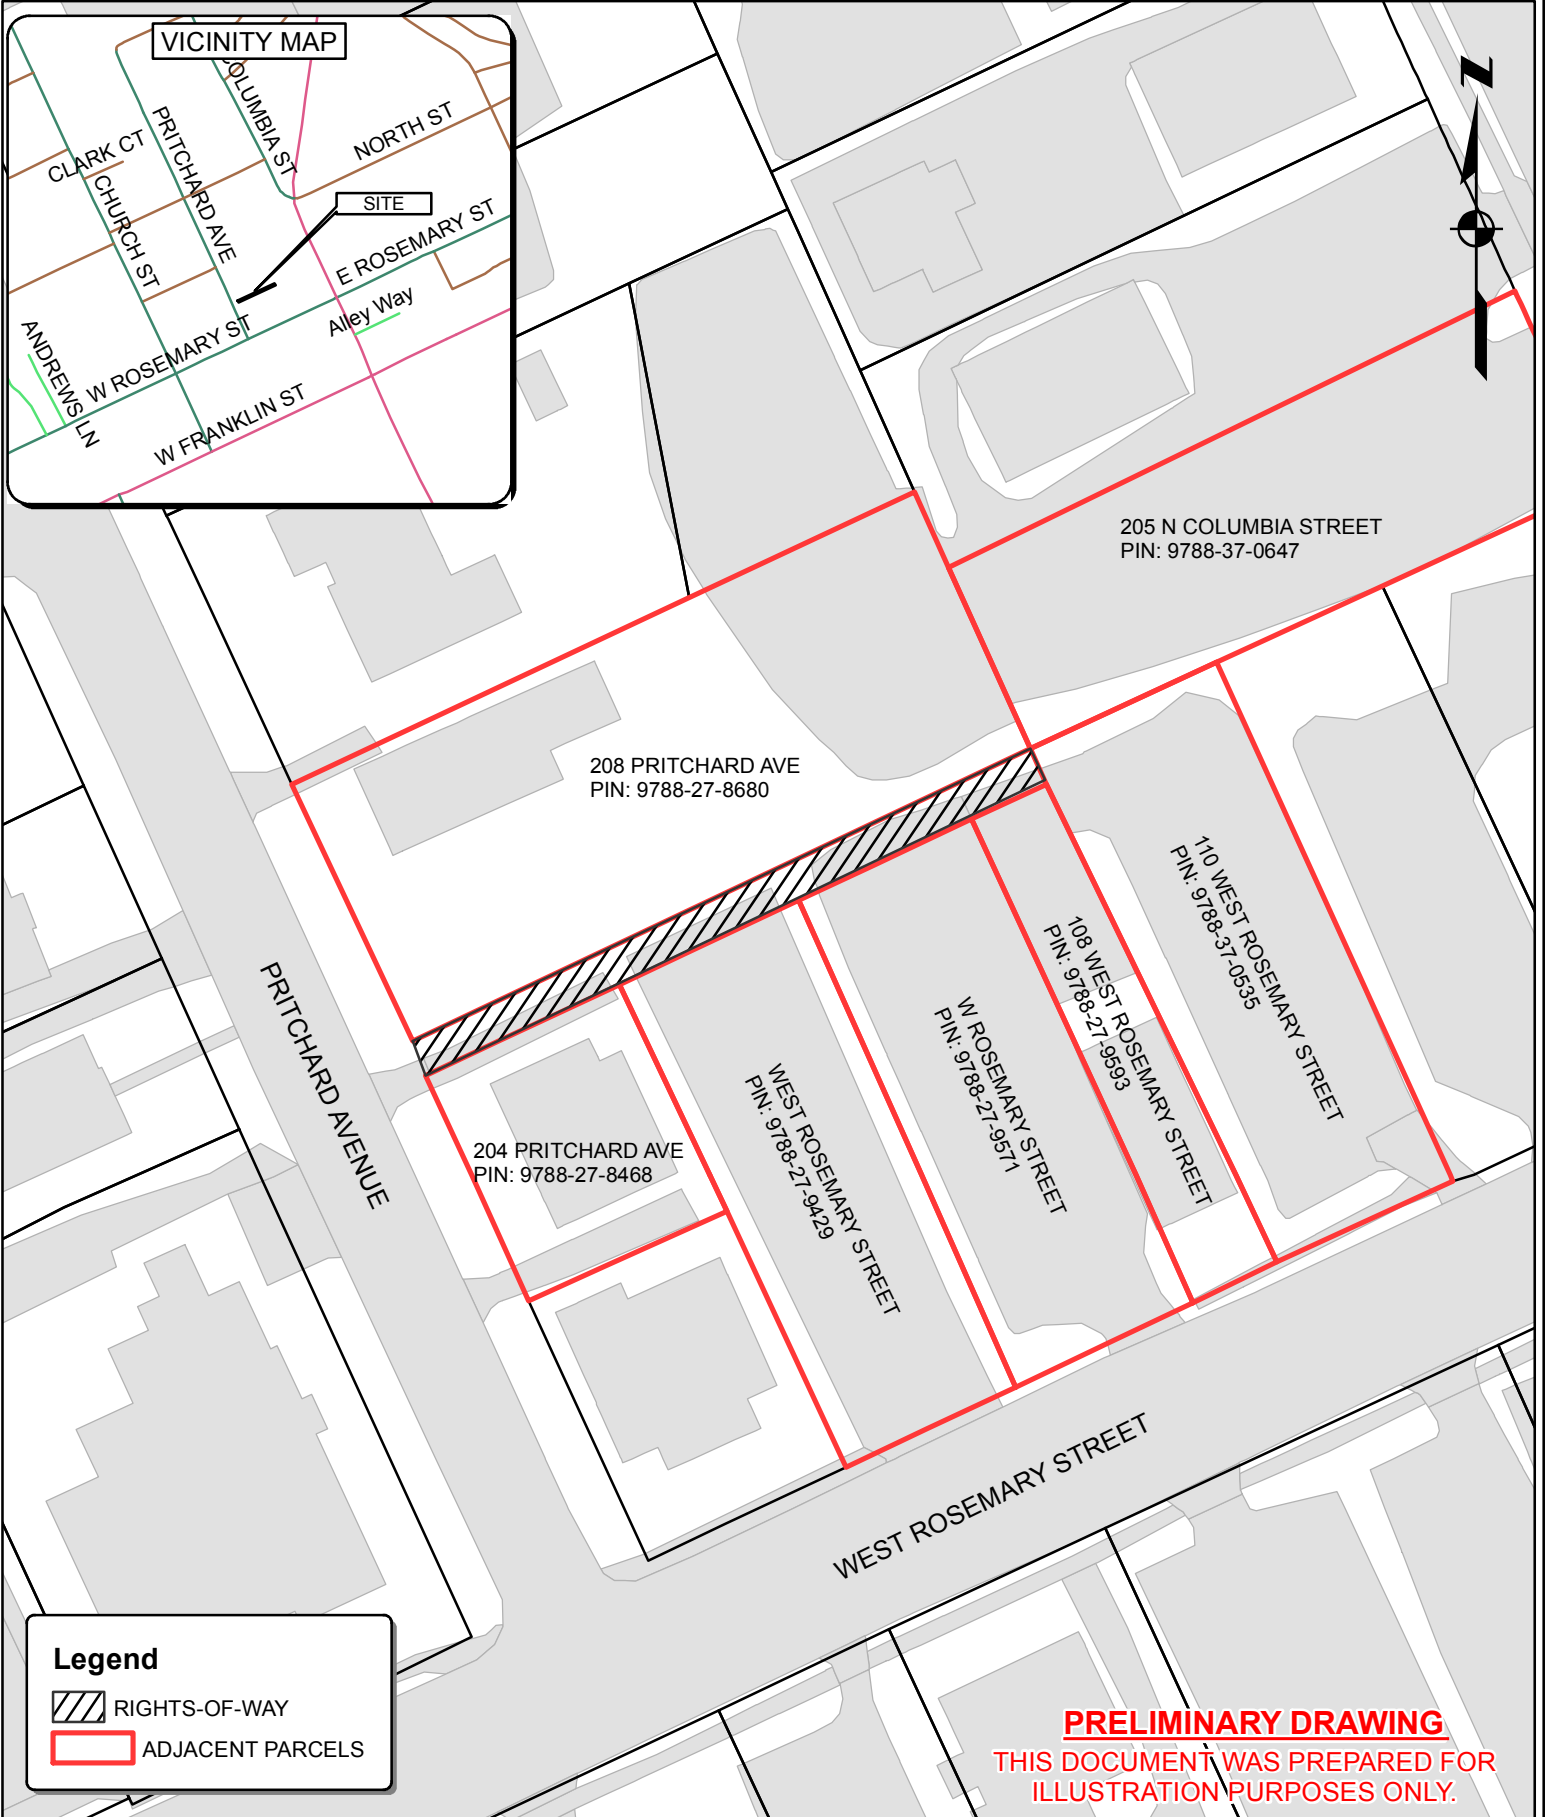 VICINITY MAP
COLUMBIA ST
CLARK CT
PRITCHARD AVE
NORTH ST
CHURCH ST
SITE
E ROSEMARY ST
Alley Way
ANDREWS LN
W ROSEMARY ST
W FRANKLIN ST
N
205 N COLUMBIA STREET
PIN: 9788-37-0647
208 PRITCHARD AVE
PIN: 9788-27-8680
110 WEST ROSEMARY STREET
PIN: 9788-37-0535
108 WEST ROSEMARY STREET
PIN: 9788-27-9593
W ROSEMARY STREET
PIN: 9788-27-9571
WEST ROSEMARY STREET
PIN: 9788-27-9429
204 PRITCHARD AVE
PIN: 9788-27-8468
PRITCHARD AVENUE
WEST ROSEMARY STREET
Legend
RIGHTS-OF-WAY
ADJACENT PARCELS
PRELIMINARY DRAWING
THIS DOCUMENT WAS PREPARED FOR
ILLUSTRATION PURPOSES ONLY.